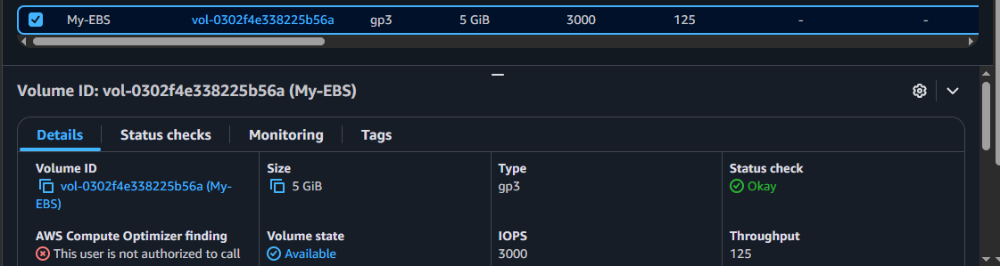 My-EBS vol-0302f4e338225b56a gp3 5 GiB 3000 125 - -
Volume ID: vol-0302f4e338225b56a (My-EBS)
Details Status checks Monitoring Tags
Volume ID Size Type Status check
vol-0302f4e338225b56a (My- 5 GiB gp3 Okay
EBS)
AWS Compute Optimizer finding Volume state IOPS Throughput
This user is not authorized to call Available 3000 125